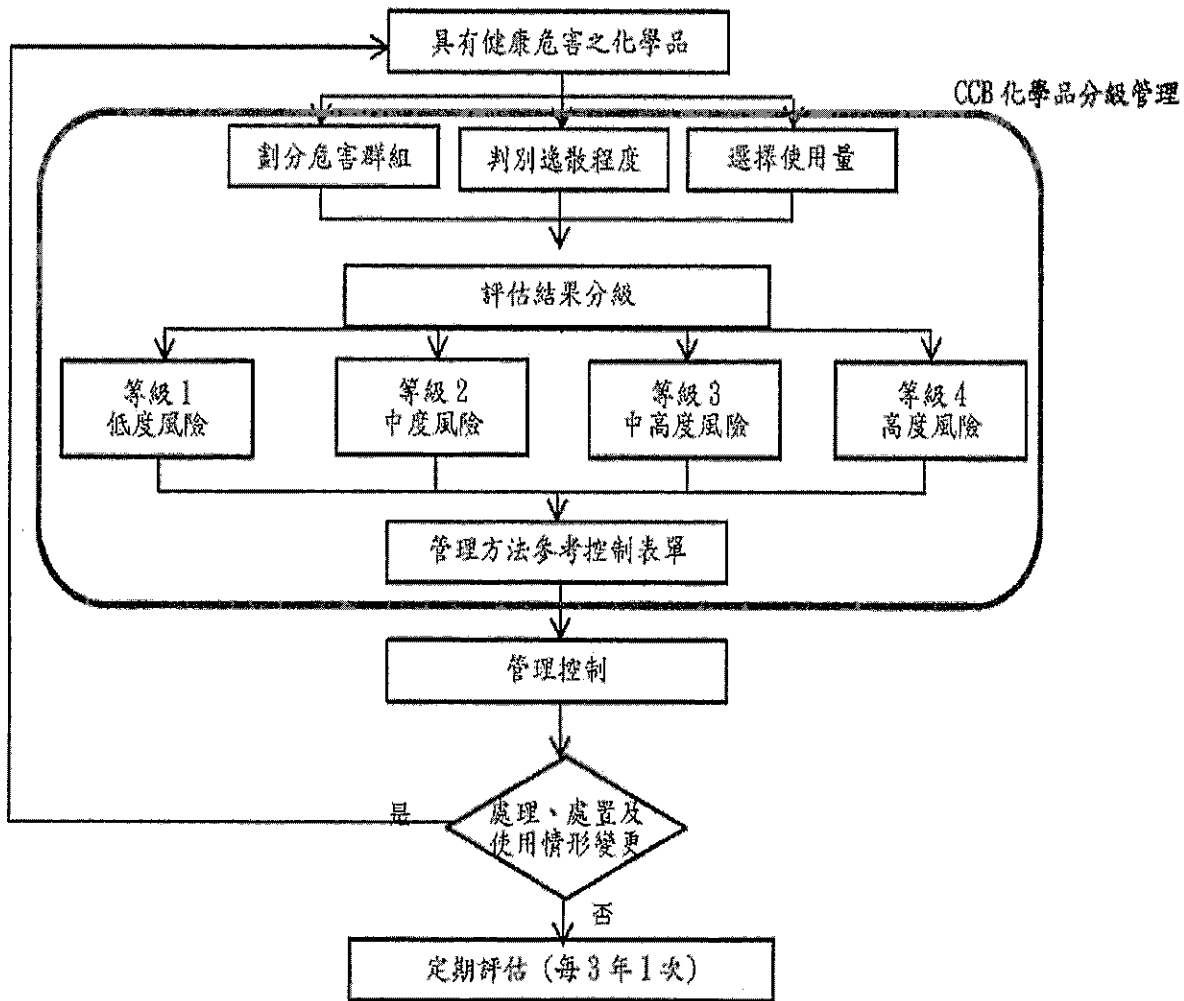 具有健康危害之化學品
CCB 化學品分級管理
劃分危害群組
判別逸散程度
選擇使用量
評估結果分級
等級 1
低度風險
等級 2
中度風險
等級 3
中高度風險
等級 4
高度風險
管理方法參考控制表單
管理控制
是
處理、處置及
使用情形變更
否
定期評估 (每 3 年 1 次)